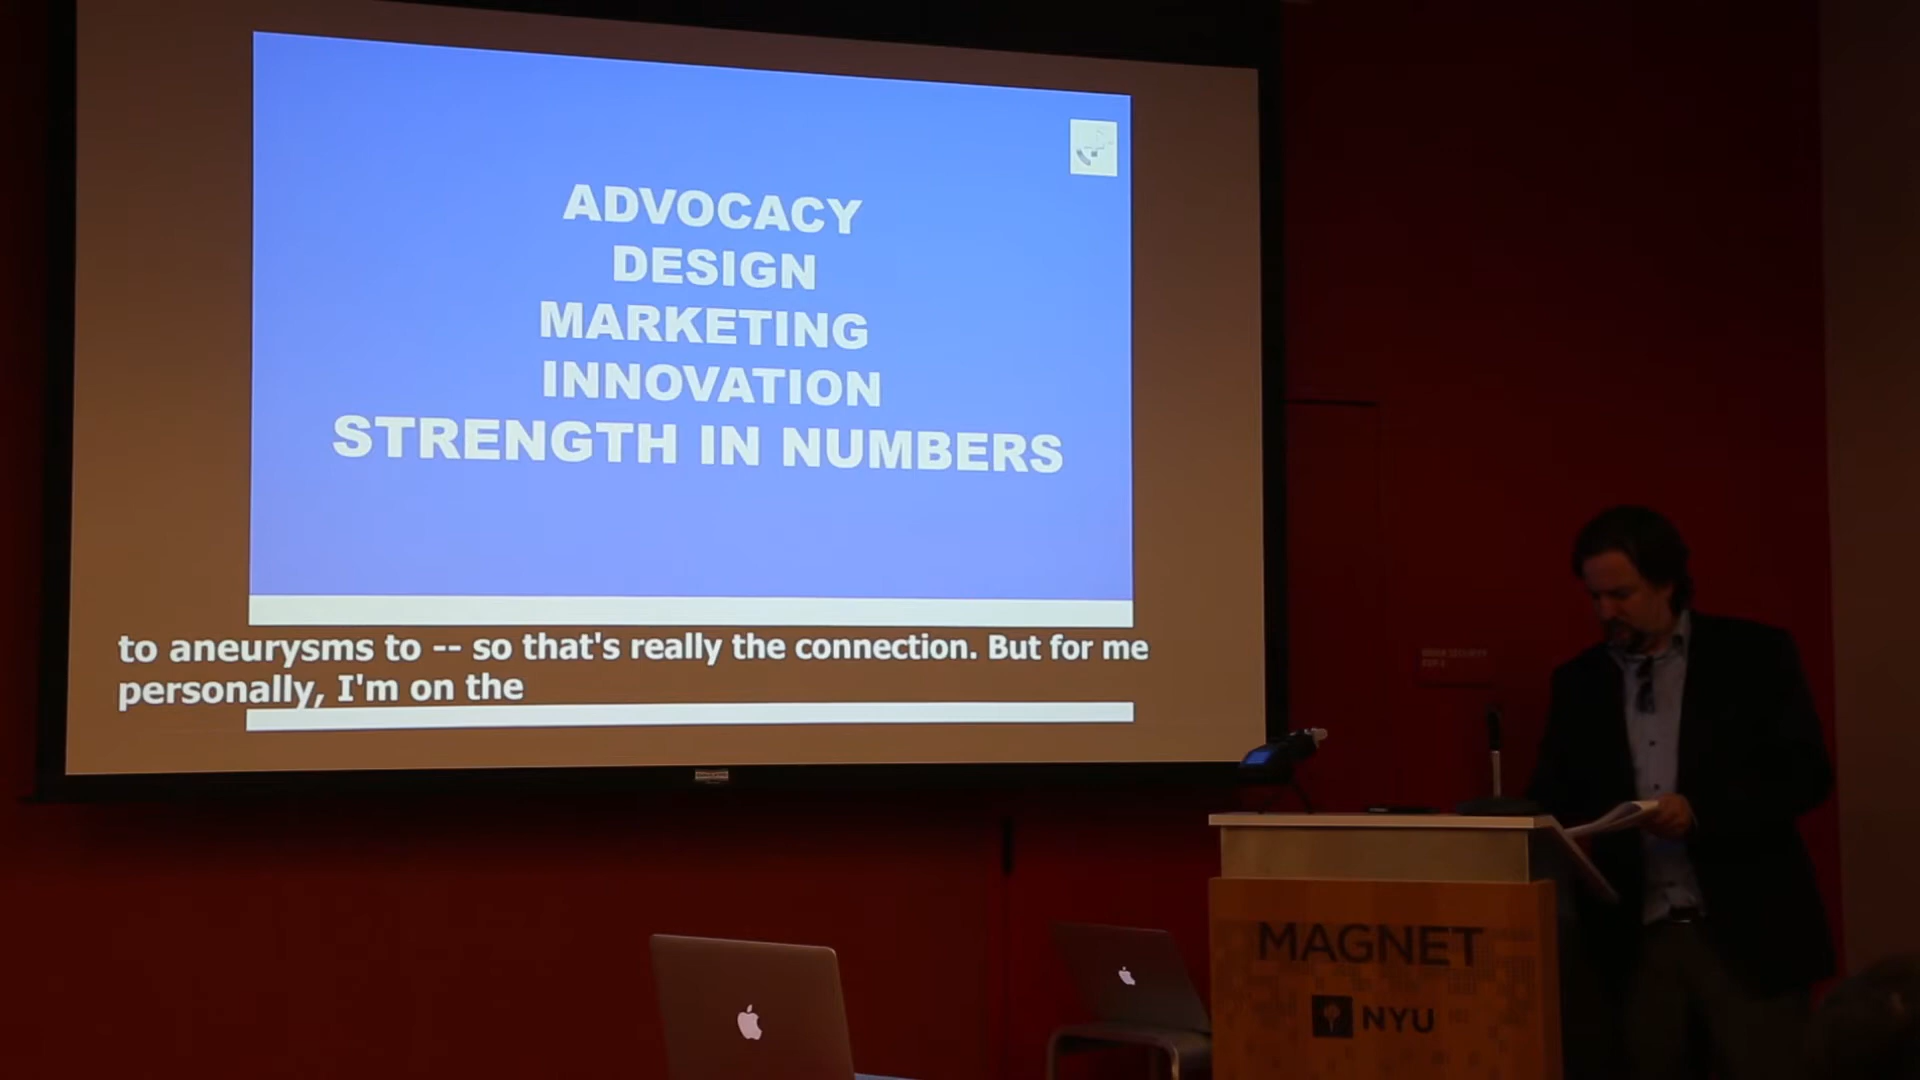 ADVOCACY
DESIGN
MARKETING
INNOVATION
STRENGTH IN NUMBERS
to aneurysms to -- so that's really the connection. But for me
personally, I'm on the
MAGNET
NYU